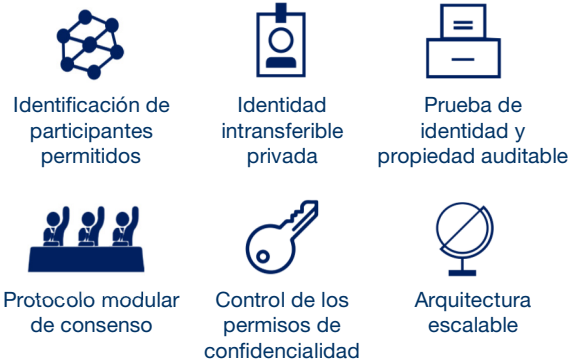 Identificación de
participantes
permitidos
Identidad
intransferible
privada
Prueba de
identidad y
propiedad auditable
Protocolo modular
de consenso
Control de los
permisos de
confidencialidad
Arquitectura
escalable